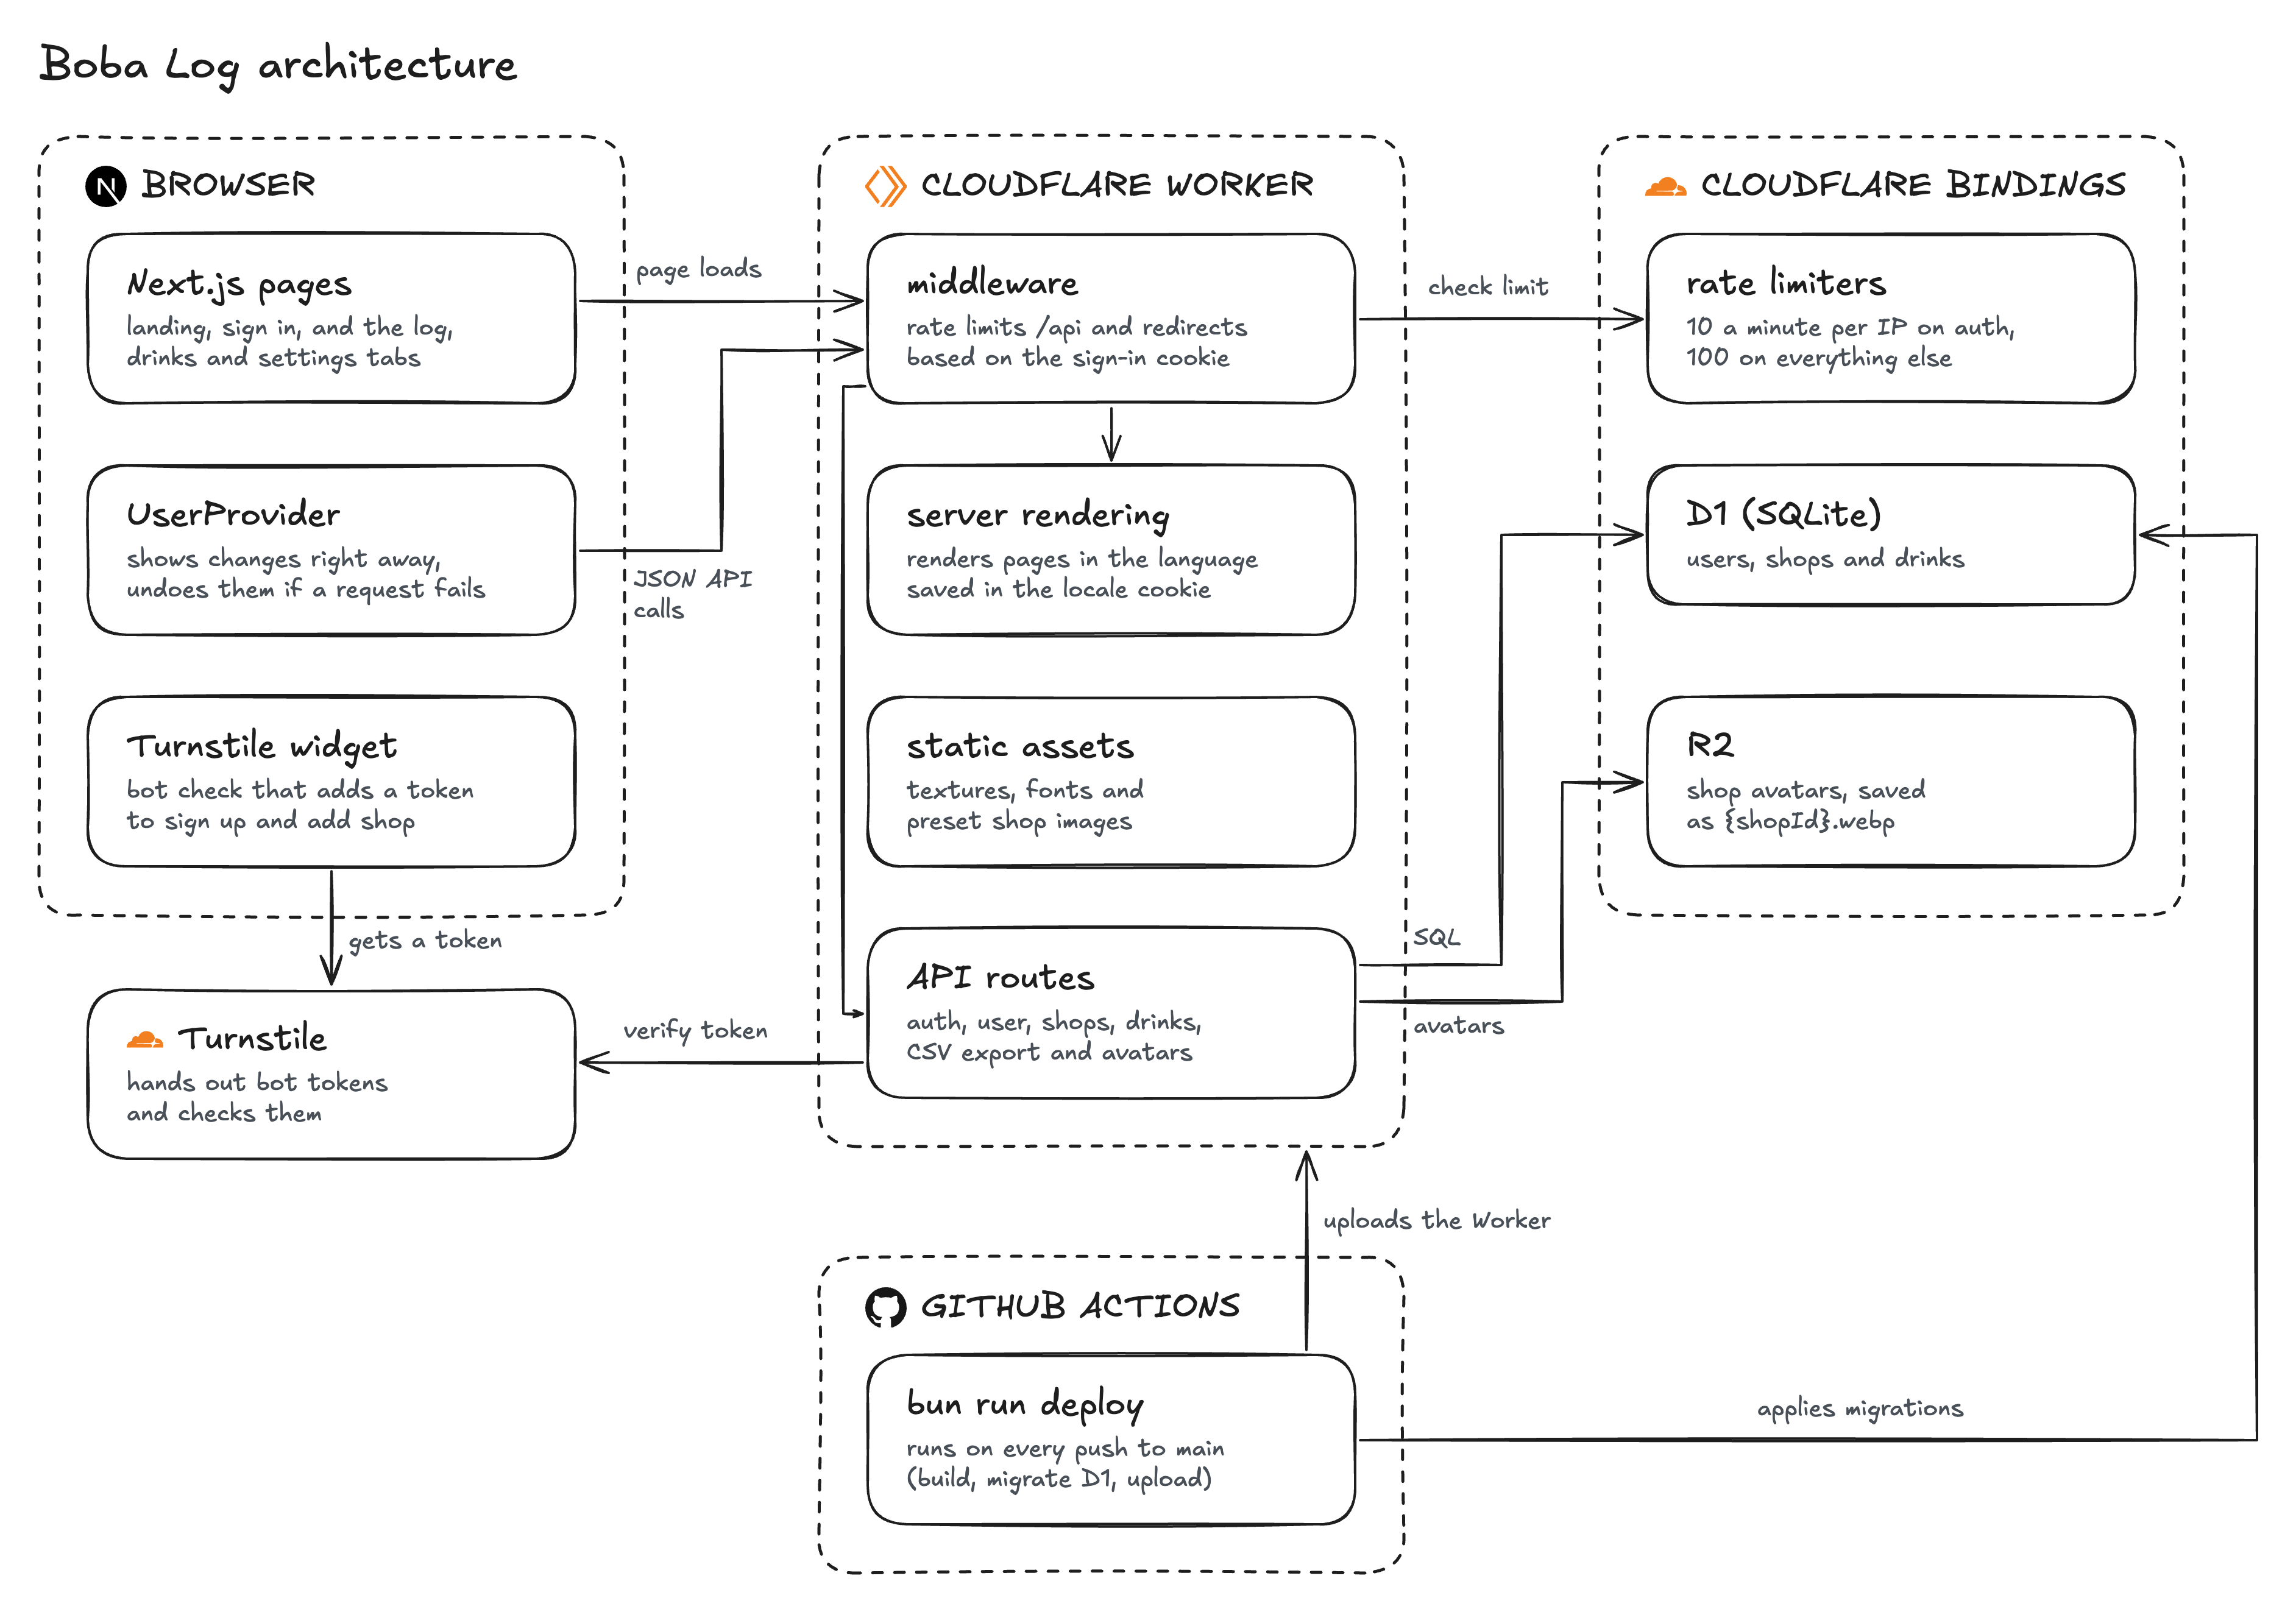 Boba Log architecture
BROWSER
Next.js pages
landing, sign in, and the log,
drinks and settings tabs
UserProvider
shows changes right away,
undoes them if a request fails
Turnstile widget
bot check that adds a token
to sign up and add shop
gets a token
Turnstile
hands out bot tokens
and checks them
page loads
JSON API
calls
verify token
CLOUDFLARE WORKER
middleware
rate limits /api and redirects
based on the sign-in cookie
server rendering
renders pages in the language
saved in the locale cookie
static assets
textures, fonts and
preset shop images
API routes
auth, user, shops, drinks,
CSV export and avatars
check limit
SQL
avatars
CLOUDFLARE BINDINGS
rate limiters
10 a minute per IP on auth,
100 on everything else
D1 (SQLite)
users, shops and drinks
R2
shop avatars, saved
as {shopId}.webp
uploads the Worker
GITHUB ACTIONS
bun run deploy
runs on every push to main
(build, migrate D1, upload)
applies migrations